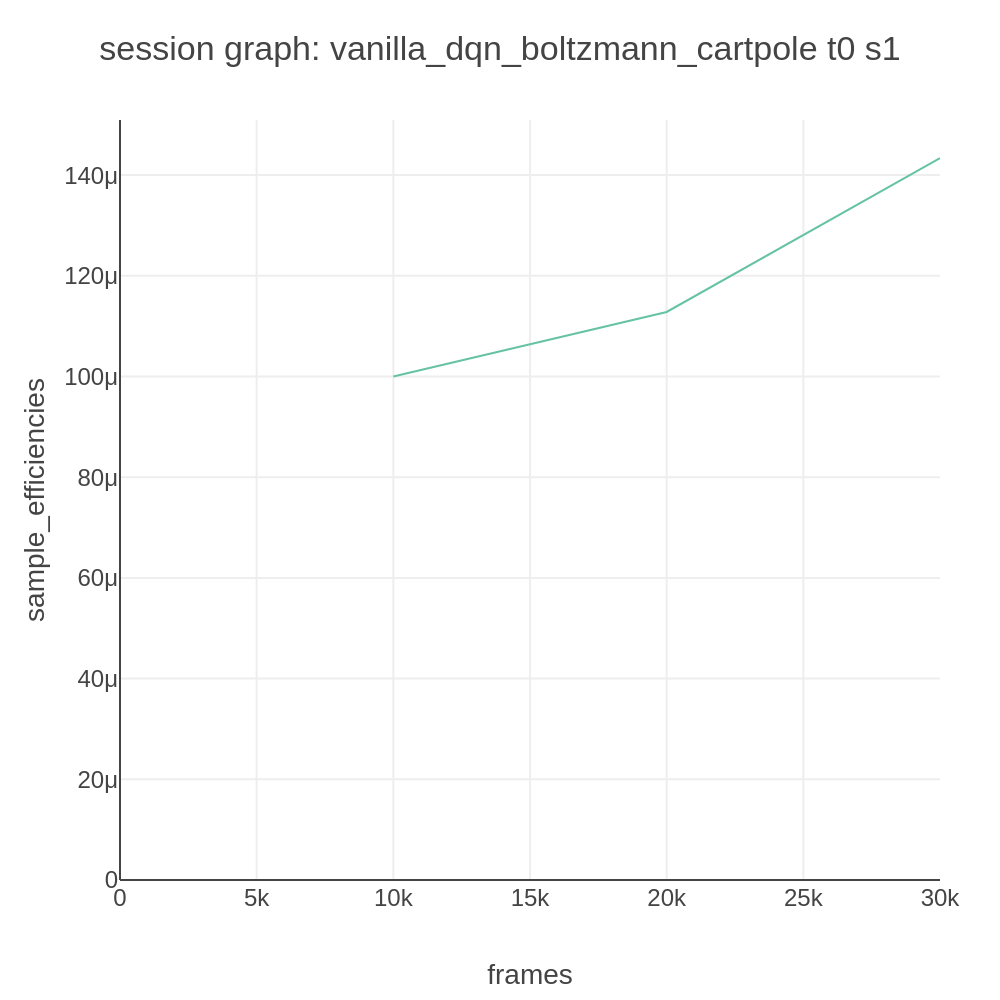 session graph: vanilla_dqn_boltzmann_cartpole t0 s1
sample_efficiencies
140μ
120μ
100μ
80μ
60μ
40μ
20μ
0
0
5k
10k
15k
20k
25k
30k
frames